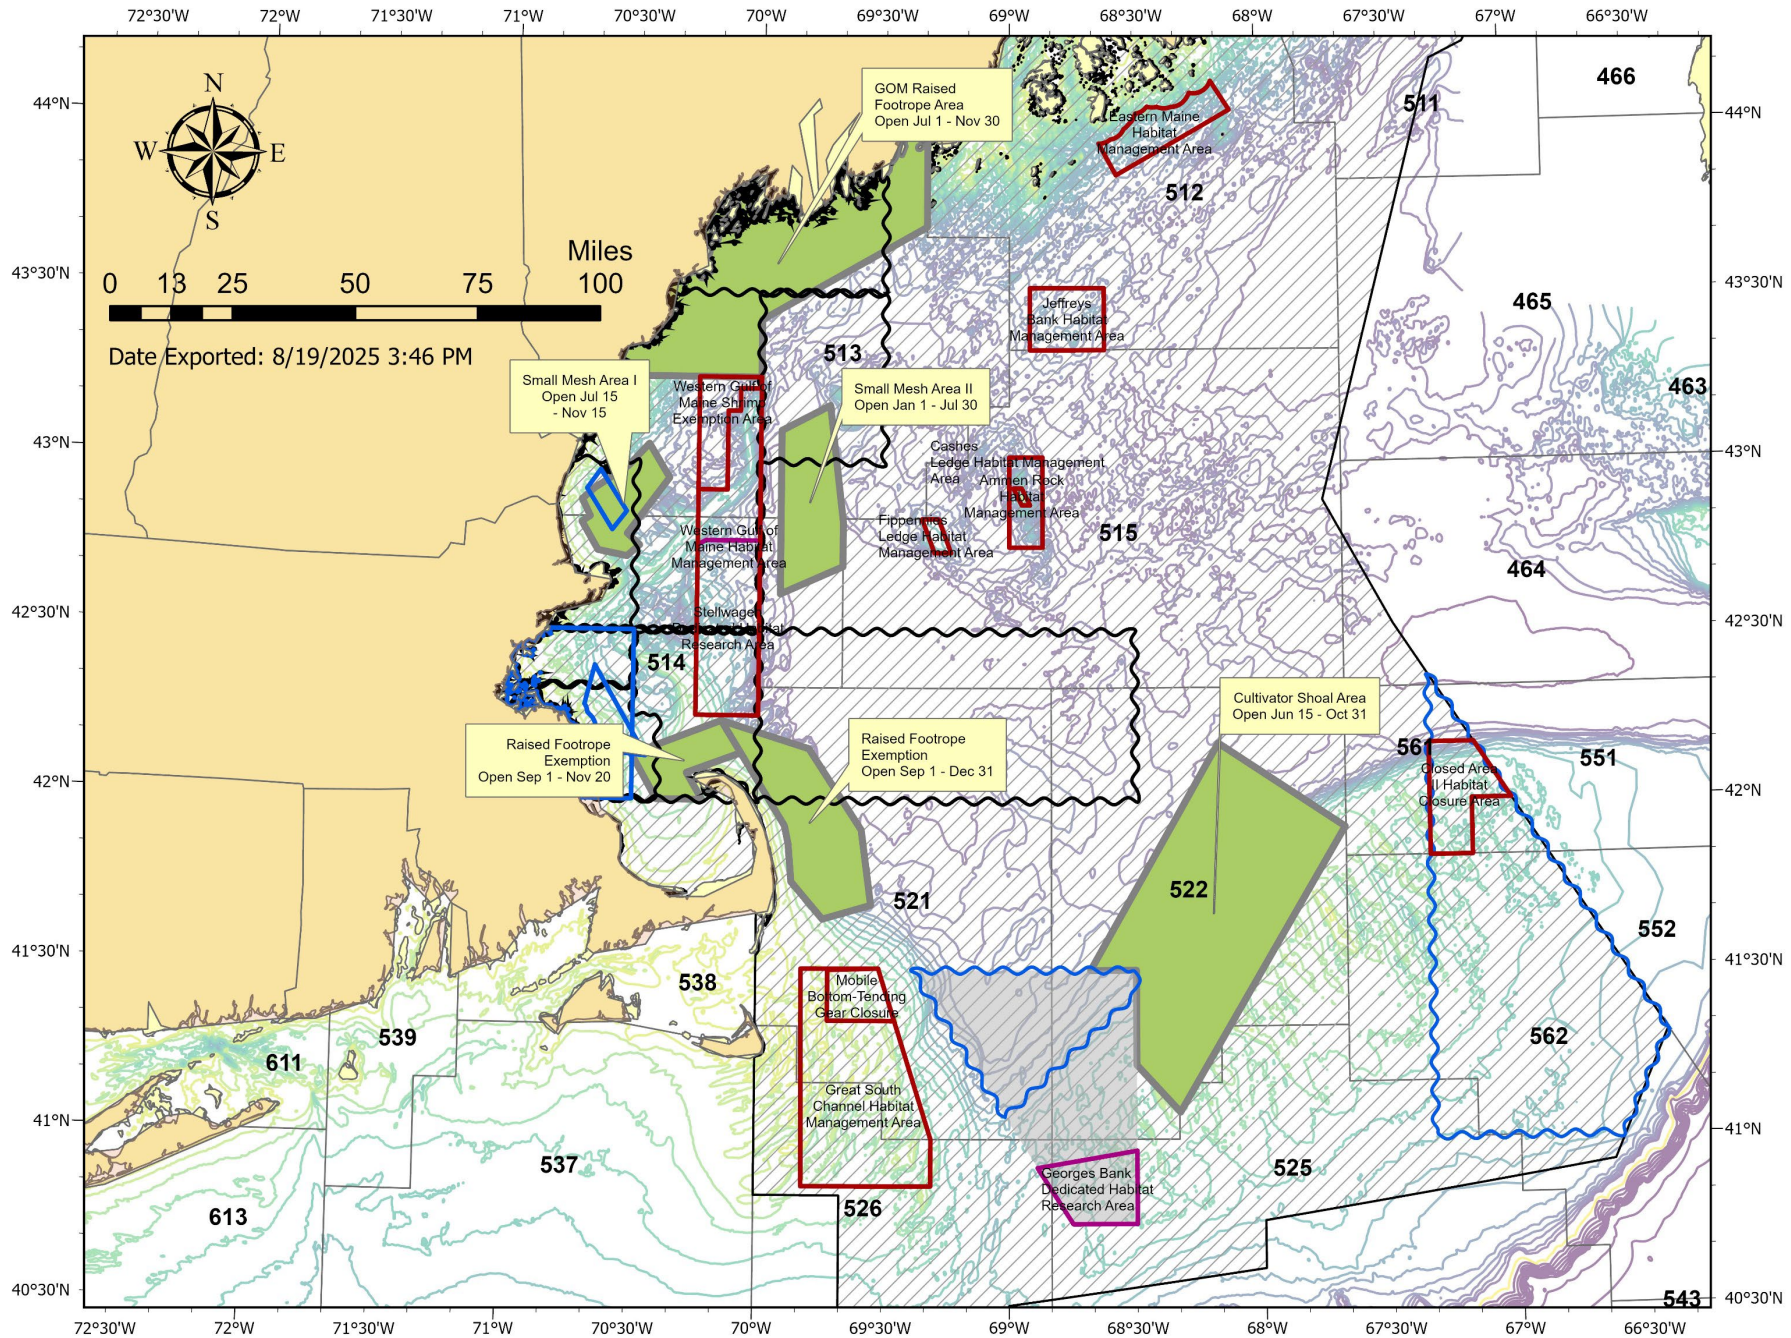 72°30'W 72°W 71°30'W 71°W 70°30'W 70°W 69°30'W 69°W 68°30'W 68°W 67°30'W 67°W 66°30'W
44°N
43°30'N
43°N
42°30'N
42°N
41°30'N
41°N
40°30'N
N
W E
S
Miles
0 13 25 50 75 100
Date Exported: 8/19/2025 3:46 PM
GOM Raised
Footrope Area
Open Jul 1 - Nov 30
Eastern Maine
Habitat
Management Area
466
511
512
465
463
Jeffreys
Bank Habitat
Management Area
513
Small Mesh Area I
Open Jul 15
- Nov 15
Western Gulf of
Maine Shrimp
Exemption Area
Small Mesh Area II
Open Jan 1 - Jul 30
Cashes
Ledge Habitat Management
Area
Ammen Rock
Habitat
Management Area
Fippennies
Ledge Habitat
Management Area
515
464
Western Gulf of
Maine Habitat
Management Area
Stellwagen
Habitat
Research Area
514
Cultivator Shoal Area
Open Jun 15 - Oct 31
Raised Footrope
Exemption
Open Sep 1 - Nov 20
Raised Footrope
Exemption
Open Sep 1 - Dec 31
561
551
Closed Area
II Habitat
Closure Area
522
521
552
538
Mobile
Bottom-Tending
Gear Closure
539
611
562
Great South
Channel Habitat
Management Area
537
525
Georges Bank
Dedicated Habitat
Research Area
526
613
543
44°N
43°30'N
43°N
42°30'N
42°N
41°30'N
41°N
40°30'N
72°30'W 72°W 71°30'W 71°W 70°30'W 70°W 69°30'W 69°W 68°30'W 68°W 67°30'W 67°W 66°30'W